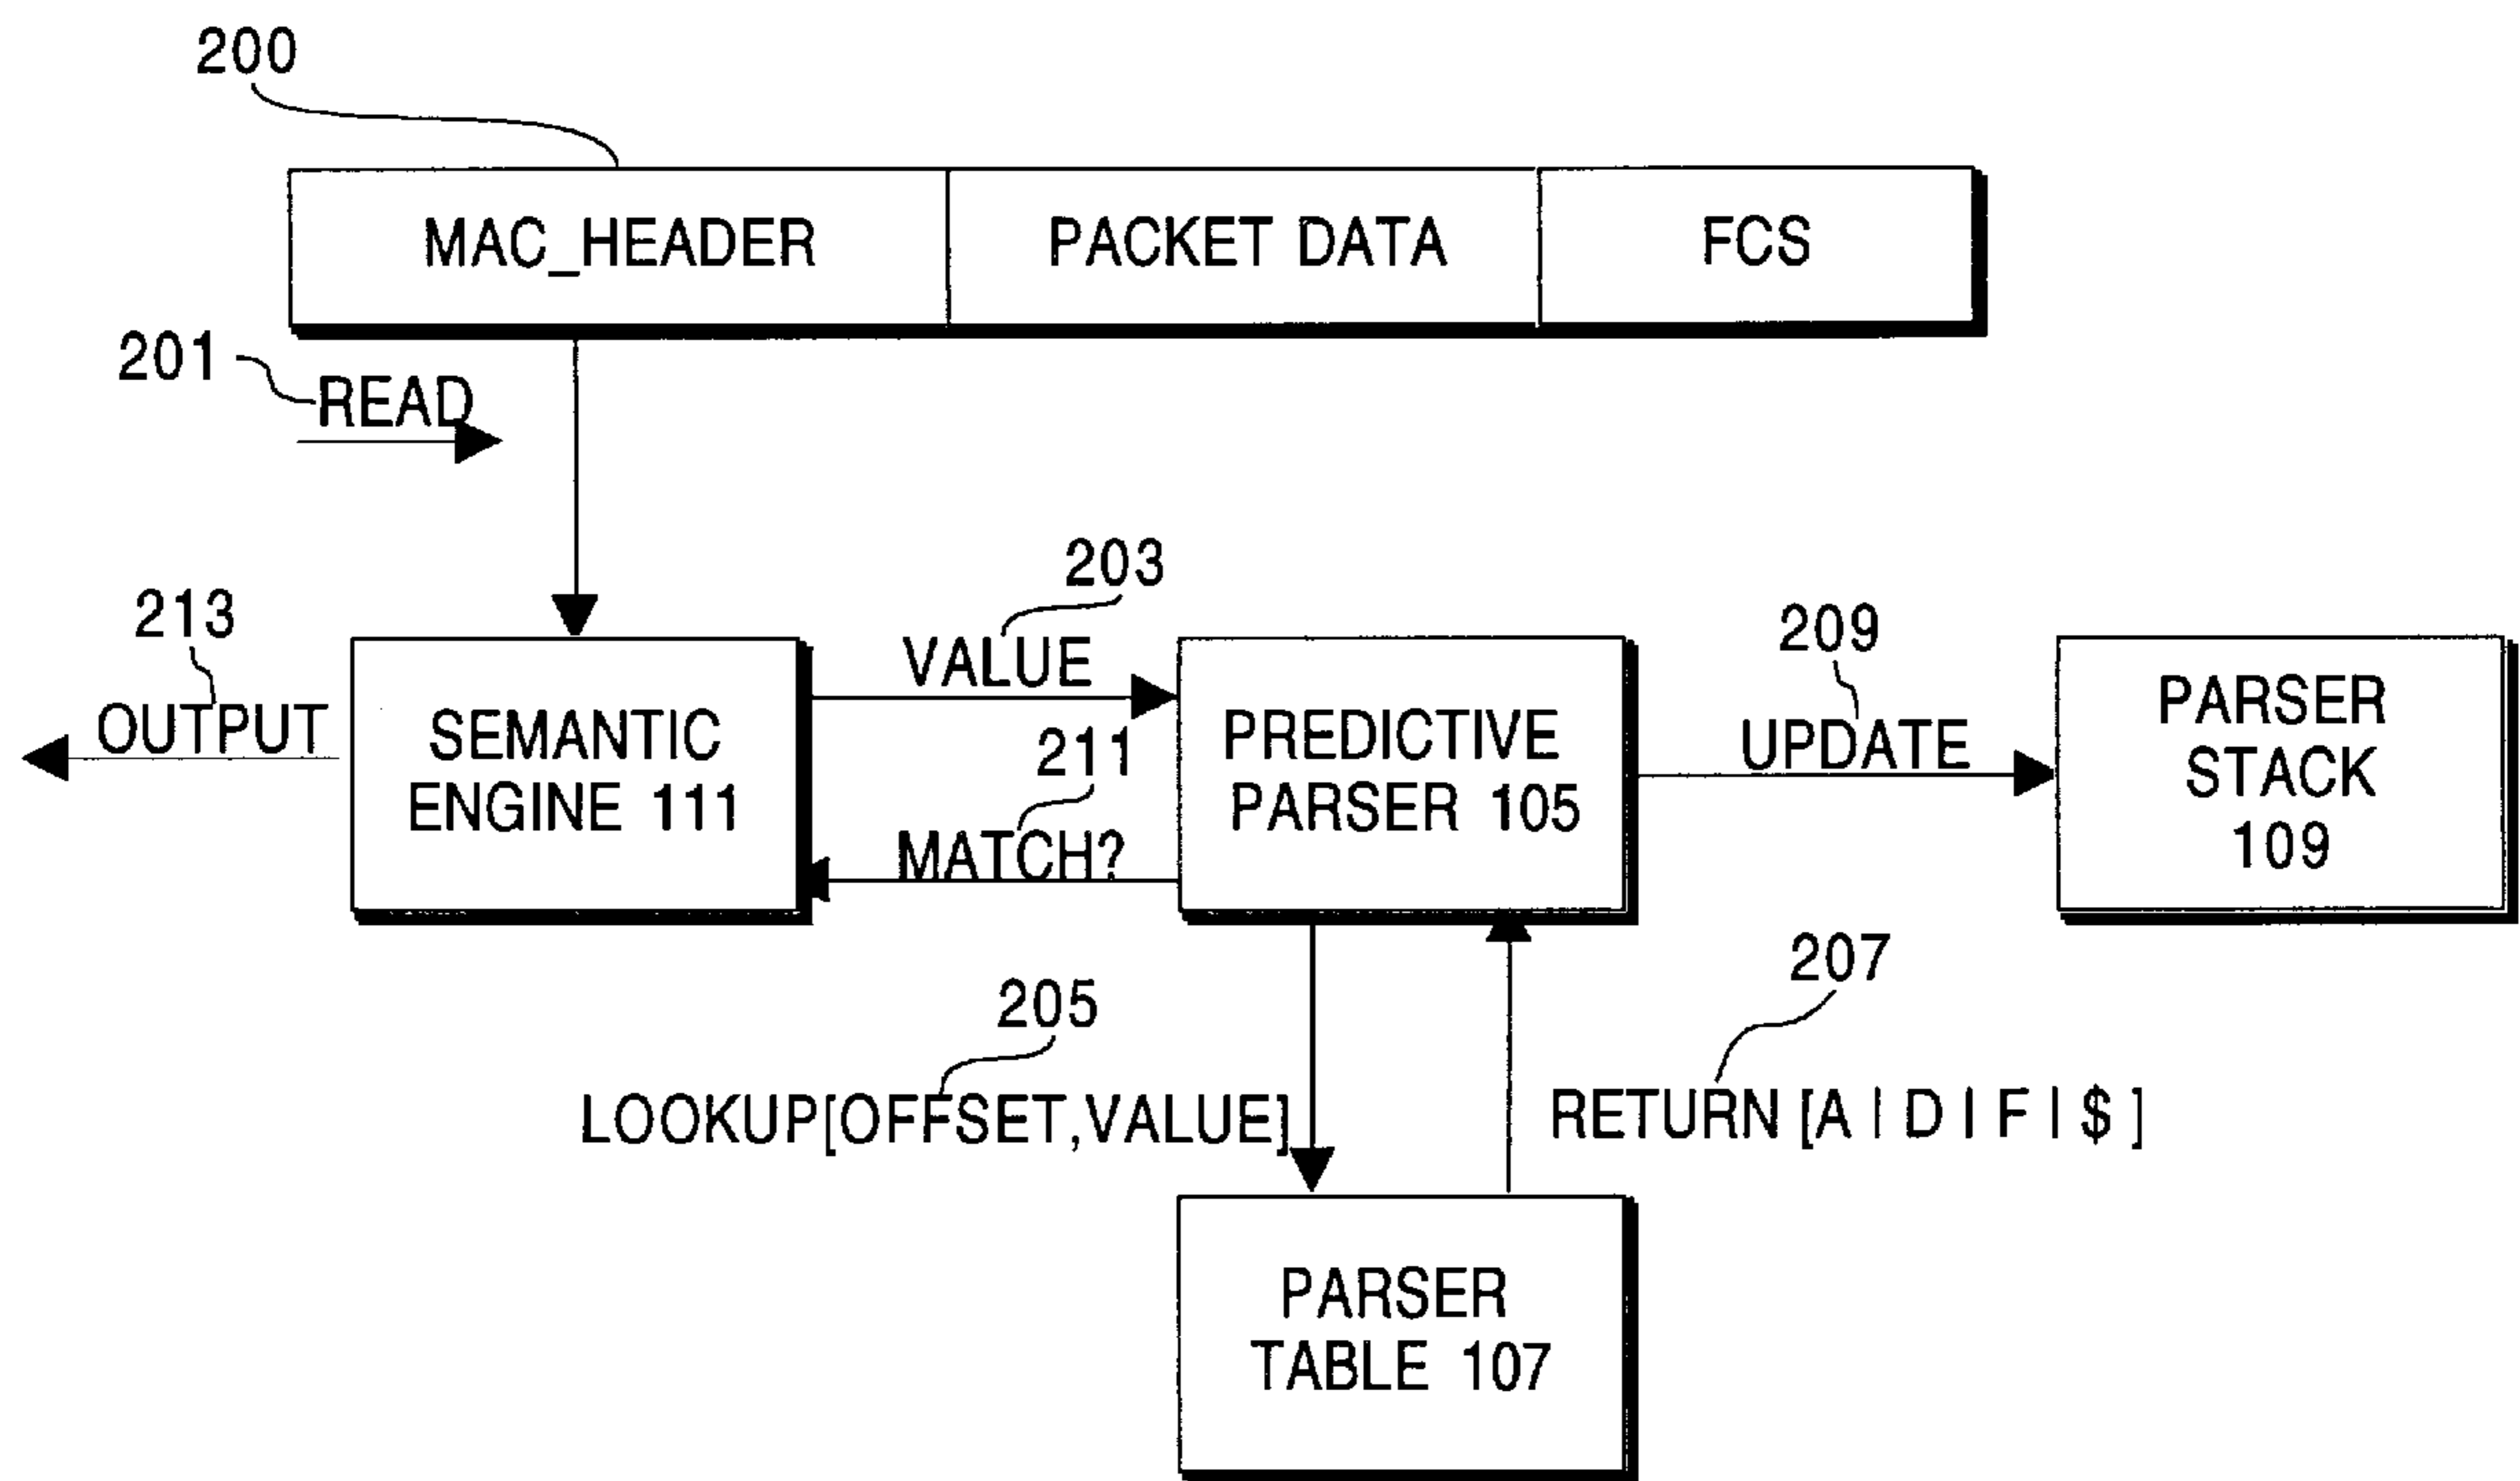 200
MAC_HEADER
PACKET DATA
FCS
201
READ
213
OUTPUT
SEMANTIC
ENGINE 111
203
VALUE
211
MATCH?
PREDICTIVE
PARSER 105
209
UPDATE
PARSER
STACK
109
205
LOOKUP[OFFSET,VALUE]
207
RETURN [A | D | F | $ ]
PARSER
TABLE 107